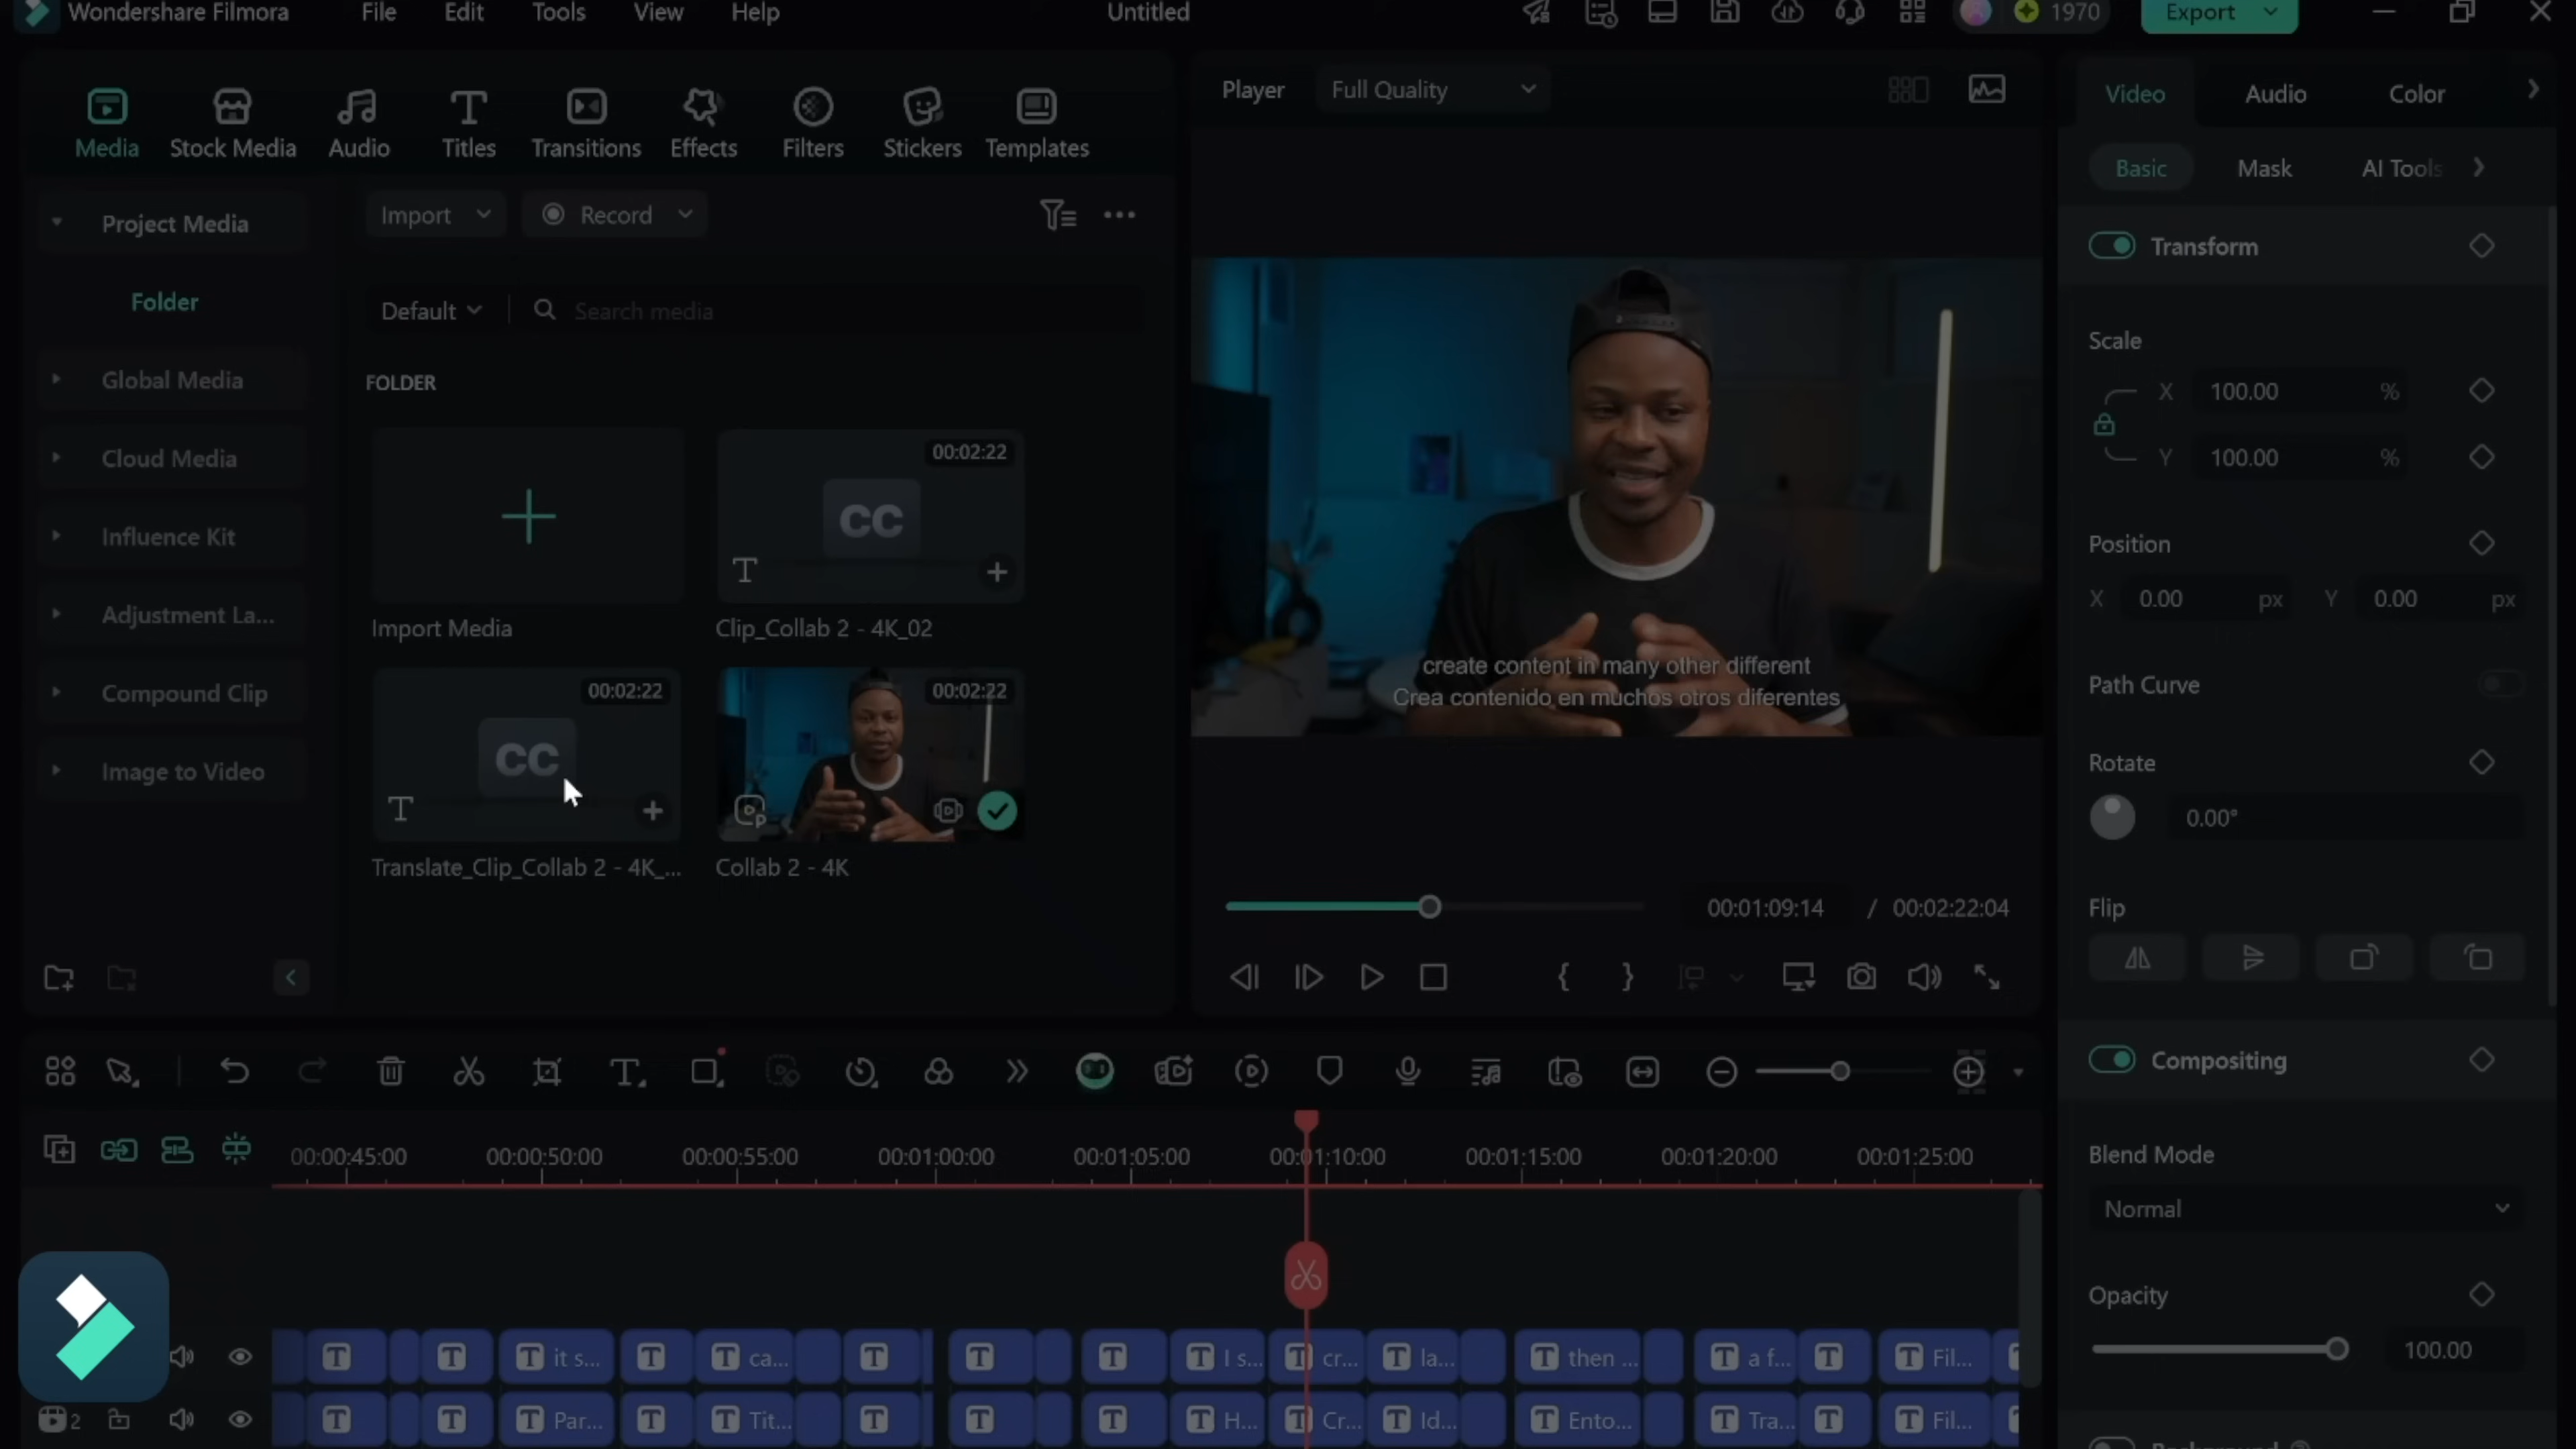 Wondershare Filmora File Edit Tools View Help Untitled 1970 Export
Media Stock Media Audio Titles Transitions Effects Filters Stickers Templates
Project Media
Folder
Global Media
Cloud Media
Influence Kit
Adjustment La...
Compound Clip
Image to Video
Import Record
Default Search media
FOLDER
00:02:22
CC
Import Media
Clip_Collab 2 - 4K_02
00:02:22
CC
00:02:22
Translate_Clip_Collab 2 - 4K_...
Collab 2 - 4K
Player Full Quality
create content in many other different
Crea contenido en muchos otros diferentes
00:01:09:14 / 00:02:22:04
Video Audio Color
Basic Mask AI Tools
Transform
Scale
X 100.00 %
Y 100.00 %
Position
X 0.00 px Y 0.00 px
Path Curve
Rotate
0.00°
Flip
Compositing
Blend Mode
Normal
Opacity
100.00
00:00:45:00 00:00:50:00 00:00:55:00 00:01:00:00 00:01:05:00 00:01:10:00 00:01:15:00 00:01:20:00 00:01:25:00
it s... ca... I s... cr... la... then ... a f... Fil...
2 Par... Tit... H... Cr... Id... Ento... Tra... Fil...